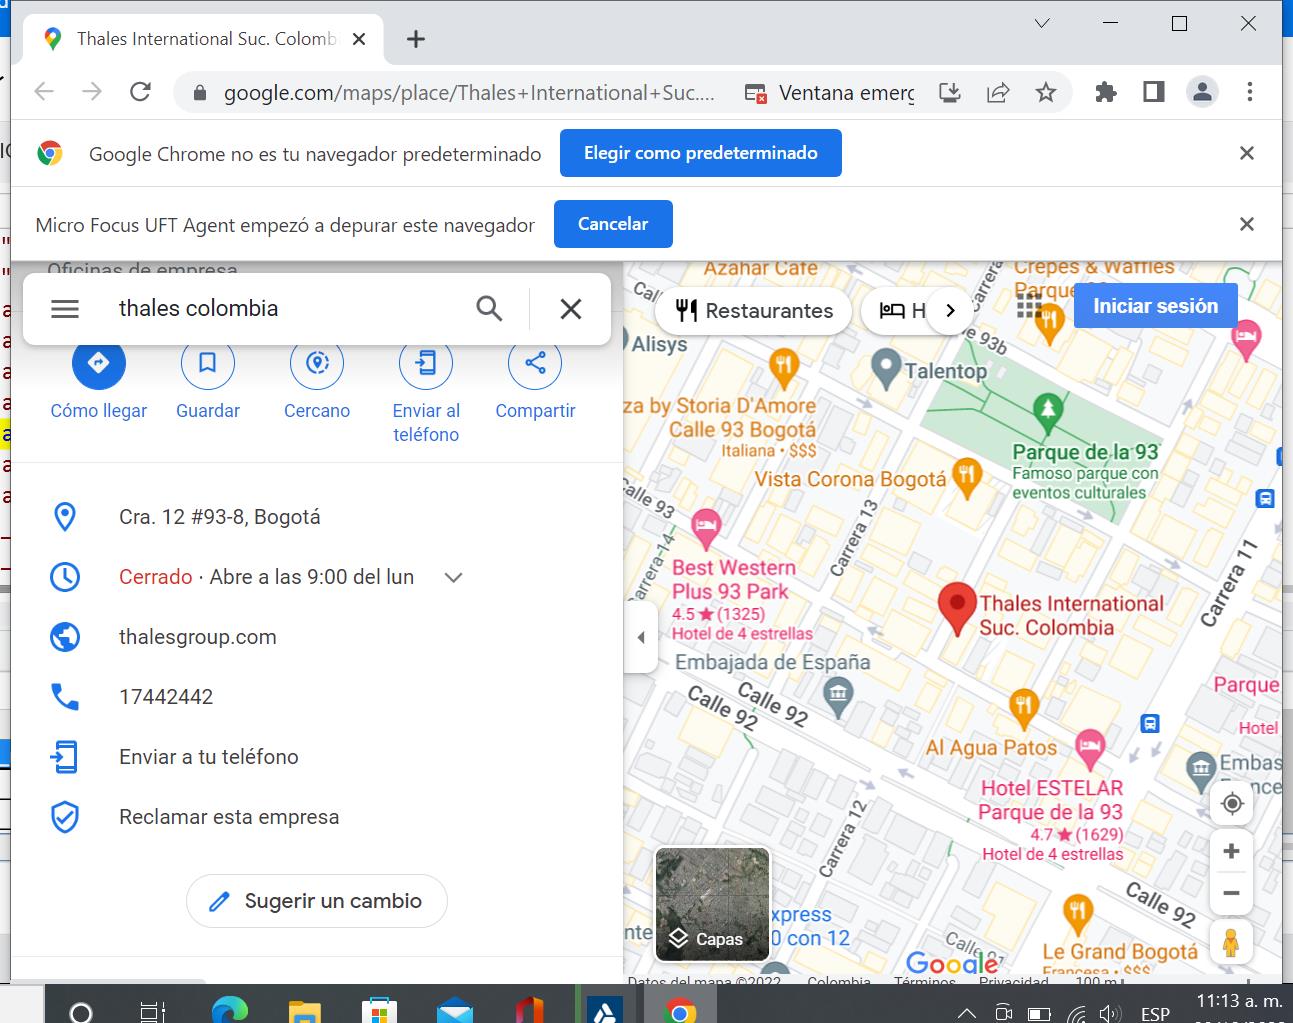 Thales International Suc. Colomb
google.com/maps/place/Thales+International+Suc....
Ventana emerg
Google Chrome no es tu navegador predeterminado
Elegir como predeterminado
Micro Focus UFT Agent empezó a depurar este navegador
Cancelar
Oficinas de empresa
thales colombia
Cómo llegar
Guardar
Cercano
Enviar al
teléfono
Compartir
Cra. 12 #93-8, Bogotá
Cerrado · Abre a las 9:00 del lun
thalesgroup.com
17442442
Enviar a tu teléfono
Reclamar esta empresa
Sugerir un cambio
Azahar Cafe
Carrera
Crepes & Waffles
Parque
Restaurantes
H
Iniciar sesión
Alisys
Talentop
93b
za by Storia D'Amore
Calle 93 Bogotá
Italiana • $$$
Parque de la 93
Famoso parque con
eventos culturales
Vista Corona Bogotá
Calle 93
Carrera 13
Carrera 11
Best Western
Plus 93 Park
4.5 ★ (1325)
Hotel de 4 estrellas
Thales International
Suc. Colombia
Embajada de España
Calle 92
Calle 92
Parque
Hotel
Al Agua Patos
Embas
Hotel ESTELAR
Parque de la 93
4.7 ★ (1629)
Hotel de 4 estrellas
Carrera 12
Calle 92
Capas
xpress
0 con 12
Le Grand Bogotá
Francesa • $$$
Google
Datos del mapa ©2022
Colombia
Términos
Privacidad
100 m
ESP
11:13 a. m.